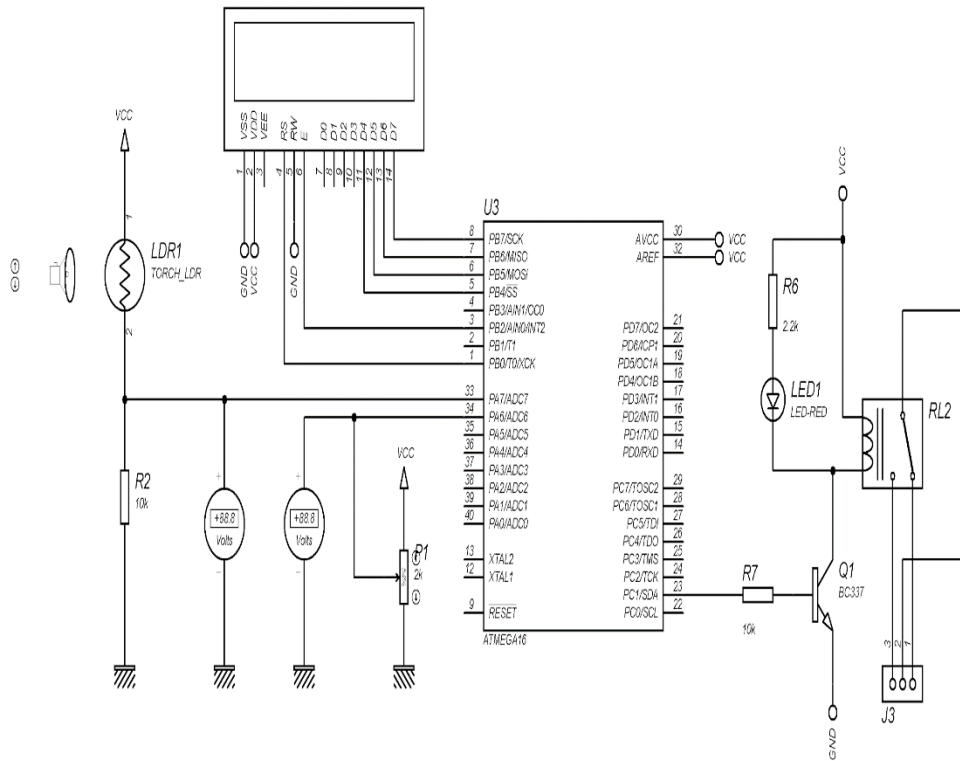 VSS
VDD
VEE
RS
RW
E
D0
D1
D2
D3
D4
D5
D6
D7
1
2
3
4
5
6
7
8
9
10
11
12
13
14
VCC
1
LDR1
TORCH_LDR
2
GND
VCC
GND
U3
8 PB7/SCK
7 PB6/MISO
6 PB5/MOSI
5 PB4/SS
4 PB3/AIN1/OC0
3 PB2/AIN0/INT2
2 PB1/T1
1 PB0/T0/XCK
33 PA7/ADC7
34 PA6/ADC6
35 PA5/ADC5
36 PA4/ADC4
37 PA3/ADC3
38 PA2/ADC2
39 PA1/ADC1
40 PA0/ADC0
13 XTAL2
12 XTAL1
9 RESET
ATMEGA16
AVCC 30 VCC
AREF 32 VCC
PD7/OC2 21
PD6/ICP1 20
PD5/OC1A 19
PD4/OC1B 18
PD3/INT1 17
PD2/INT0 16
PD1/TXD 15
PD0/RXD 14
PC7/TOSC2 29
PC6/TOSC1 28
PC5/TDI 27
PC4/TDO 26
PC3/TMS 25
PC2/TCK 24
PC1/SDA 23
PC0/SCL 22
R2
10k
+
+88.8
Volts
-
+
+88.8
Volts
-
VCC
P1
2k
VCC
R6
2.2k
LED1
LED-RED
RL2
R7
10k
Q1
BC337
GND
3
2
1
J3